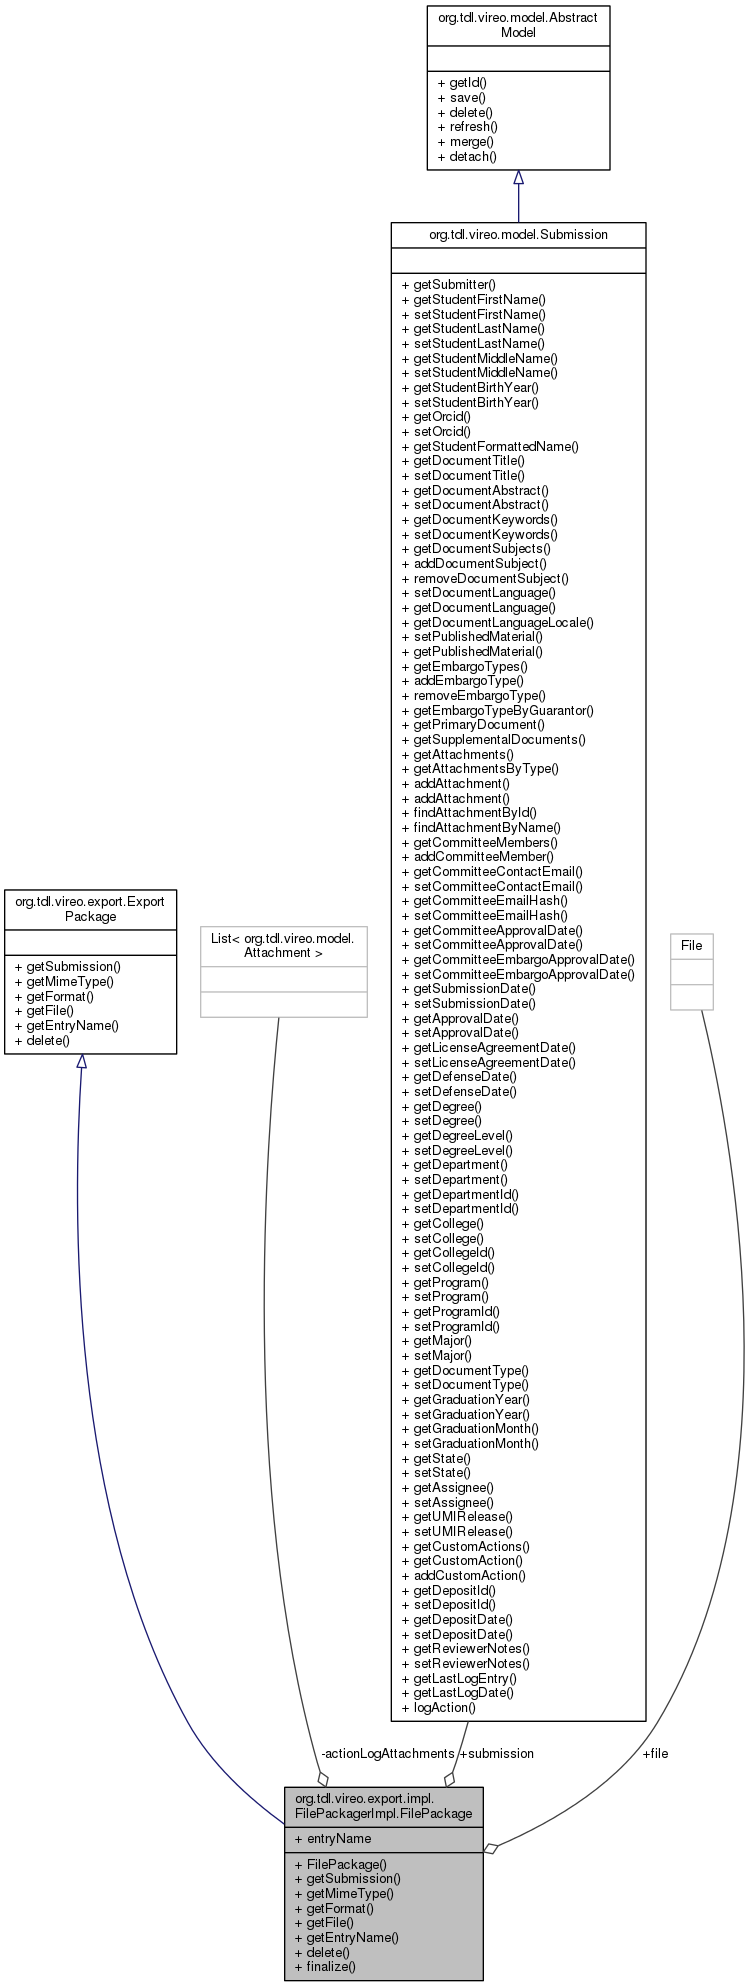 org.tdl.vireo.model.Abstract
Model
+ getId()
+ save()
+ delete()
+ refresh()
+ merge()
+ detach()
org.tdl.vireo.model.Submission
+ getSubmitter()
+ getStudentFirstName()
+ setStudentFirstName()
+ getStudentLastName()
+ setStudentLastName()
+ getStudentMiddleName()
+ setStudentMiddleName()
+ getStudentBirthYear()
+ setStudentBirthYear()
+ getOrcid()
+ setOrcid()
+ getStudentFormattedName()
+ getDocumentTitle()
+ setDocumentTitle()
+ getDocumentAbstract()
+ setDocumentAbstract()
+ getDocumentKeywords()
+ setDocumentKeywords()
+ getDocumentSubjects()
+ addDocumentSubject()
+ removeDocumentSubject()
+ setDocumentLanguage()
+ getDocumentLanguage()
+ getDocumentLanguageLocale()
+ setPublishedMaterial()
+ getPublishedMaterial()
+ getEmbargoTypes()
+ addEmbargoType()
+ removeEmbargoType()
+ getEmbargoTypeByGuarantor()
+ getPrimaryDocument()
+ getSupplementalDocuments()
+ getAttachments()
+ getAttachmentsByType()
+ addAttachment()
+ addAttachment()
+ findAttachmentById()
+ findAttachmentByName()
+ getCommitteeMembers()
+ addCommitteeMember()
+ getCommitteeContactEmail()
+ setCommitteeContactEmail()
+ getCommitteeEmailHash()
+ setCommitteeEmailHash()
+ getCommitteeApprovalDate()
+ setCommitteeApprovalDate()
+ getCommitteeEmbargoApprovalDate()
+ setCommitteeEmbargoApprovalDate()
+ getSubmissionDate()
+ setSubmissionDate()
+ getApprovalDate()
+ setApprovalDate()
+ getLicenseAgreementDate()
+ setLicenseAgreementDate()
+ getDefenseDate()
+ setDefenseDate()
+ getDegree()
+ setDegree()
+ getDegreeLevel()
+ setDegreeLevel()
+ getDepartment()
+ setDepartment()
+ getDepartmentId()
+ setDepartmentId()
+ getCollege()
+ setCollege()
+ getCollegeId()
+ setCollegeId()
+ getProgram()
+ setProgram()
+ getProgramId()
+ setProgramId()
+ getMajor()
+ setMajor()
+ getDocumentType()
+ setDocumentType()
+ getGraduationYear()
+ setGraduationYear()
+ getGraduationMonth()
+ setGraduationMonth()
+ getState()
+ setState()
+ getAssignee()
+ setAssignee()
+ getUMIRelease()
+ setUMIRelease()
+ getCustomActions()
+ getCustomAction()
+ addCustomAction()
+ getDepositId()
+ setDepositId()
+ getDepositDate()
+ setDepositDate()
+ getReviewerNotes()
+ setReviewerNotes()
+ getLastLogEntry()
+ getLastLogDate()
+ logAction()
org.tdl.vireo.export.Export
Package
+ getSubmission()
+ getMimeType()
+ getFormat()
+ getFile()
+ getEntryName()
+ delete()
List< org.tdl.vireo.model.
Attachment >
File
-actionLogAttachments
+submission
+file
org.tdl.vireo.export.impl.
FilePackagerImpl.FilePackage
+ entryName
+ FilePackage()
+ getSubmission()
+ getMimeType()
+ getFormat()
+ getFile()
+ getEntryName()
+ delete()
+ finalize()